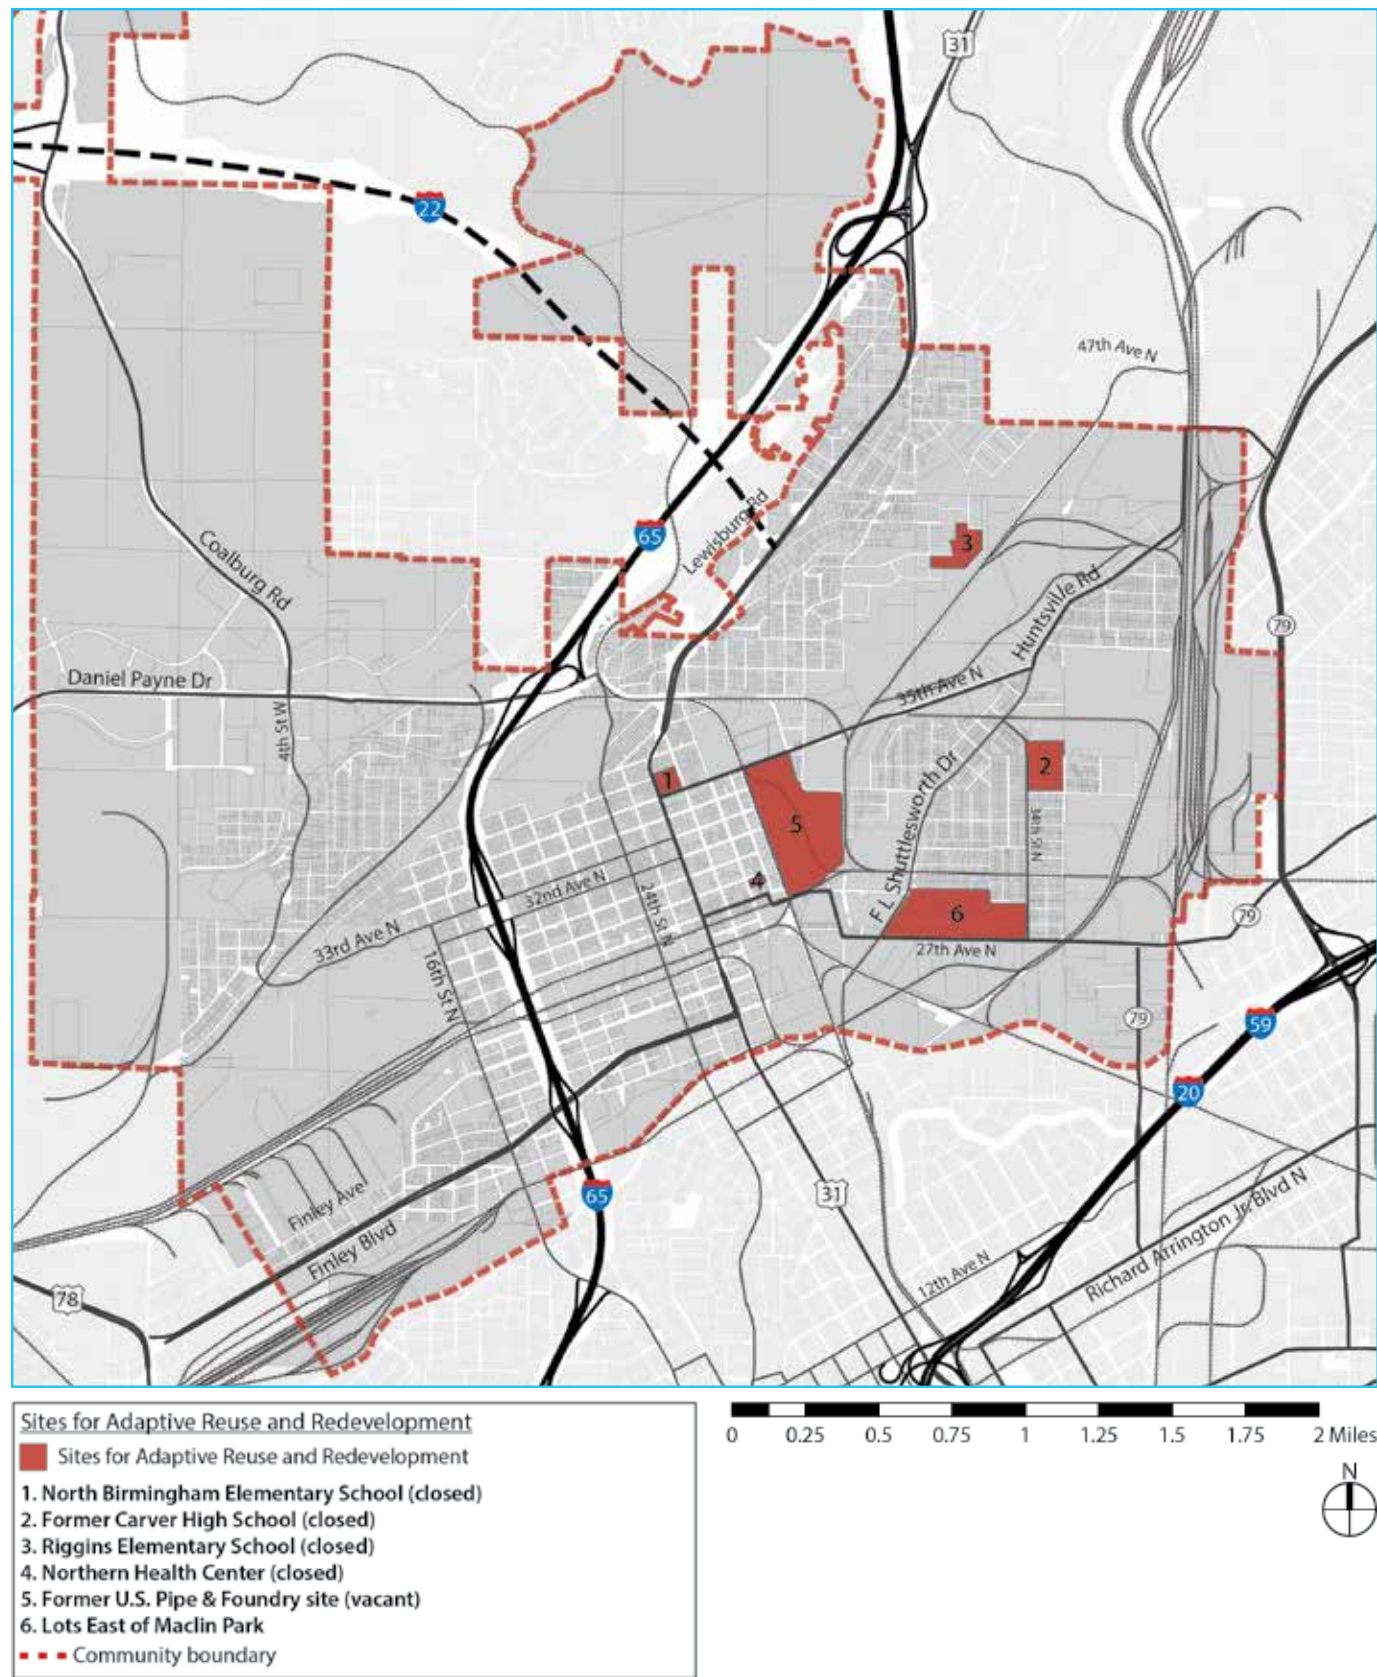 31
22
47th Ave N
65
Lewisburg Rd
3
Coalburg Rd
Huntsville Rd
79
Daniel Payne Dr
35th Ave N
4th St W
1
2
F L Shuttlesworth Dr
34th St N
5
4
32nd Ave N
24th St N
6
79
33rd Ave N
27th Ave N
16th St N
79
59
20
65
31
Finley Ave
Finley Blvd
12th Ave N
Richard Arrington Jr. Blvd N
78
Sites for Adaptive Reuse and Redevelopment
Sites for Adaptive Reuse and Redevelopment
1. North Birmingham Elementary School (closed)
2. Former Carver High School (closed)
3. Riggins Elementary School (closed)
4. Northern Health Center (closed)
5. Former U.S. Pipe & Foundry site (vacant)
6. Lots East of Maclin Park
Community boundary
0 0.25 0.5 0.75 1 1.25 1.5 1.75 2 Miles
N